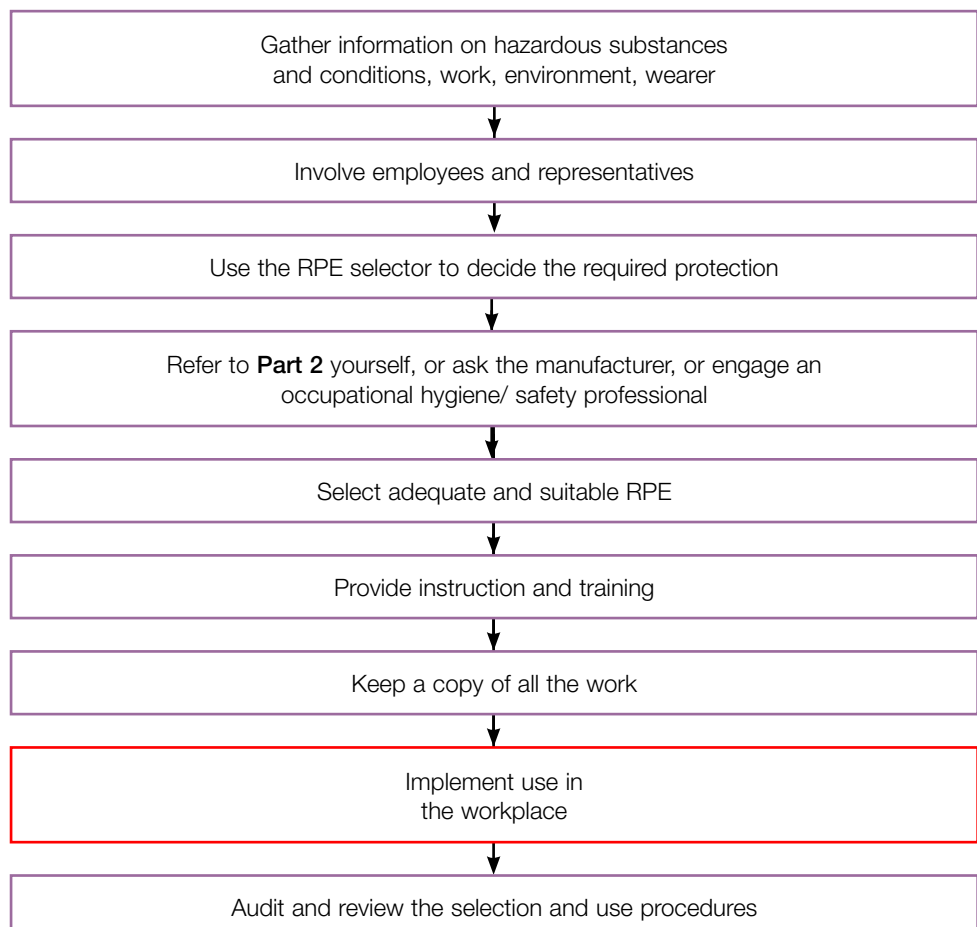 Gather information on hazardous substances
and conditions, work, environment, wearer
Involve employees and representatives
Use the RPE selector to decide the required protection
Refer to Part 2 yourself, or ask the manufacturer, or engage an
occupational hygiene/ safety professional
Select adequate and suitable RPE
Provide instruction and training
Keep a copy of all the work
Implement use in
the workplace
Audit and review the selection and use procedures